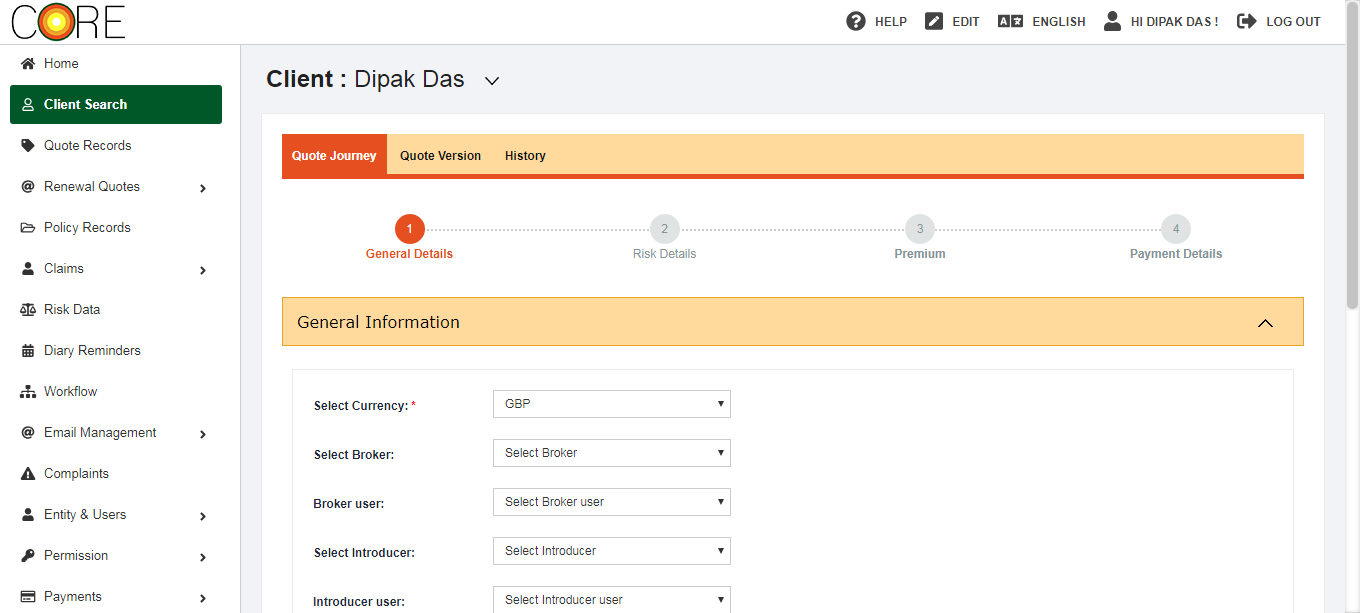 CORE
HELP
EDIT
ENGLISH
HI DIPAK DAS !
LOG OUT
Home
Client Search
Quote Records
Renewal Quotes
Policy Records
Claims
Risk Data
Diary Reminders
Workflow
Email Management
Complaints
Entity & Users
Permission
Payments
Client : Dipak Das
Quote Journey
Quote Version
History
1
General Details
2
Risk Details
3
Premium
4
Payment Details
General Information
Select Currency: *
GBP
Select Broker:
Select Broker
Broker user:
Select Broker user
Select Introducer:
Select Introducer
Introducer user:
Select Introducer user